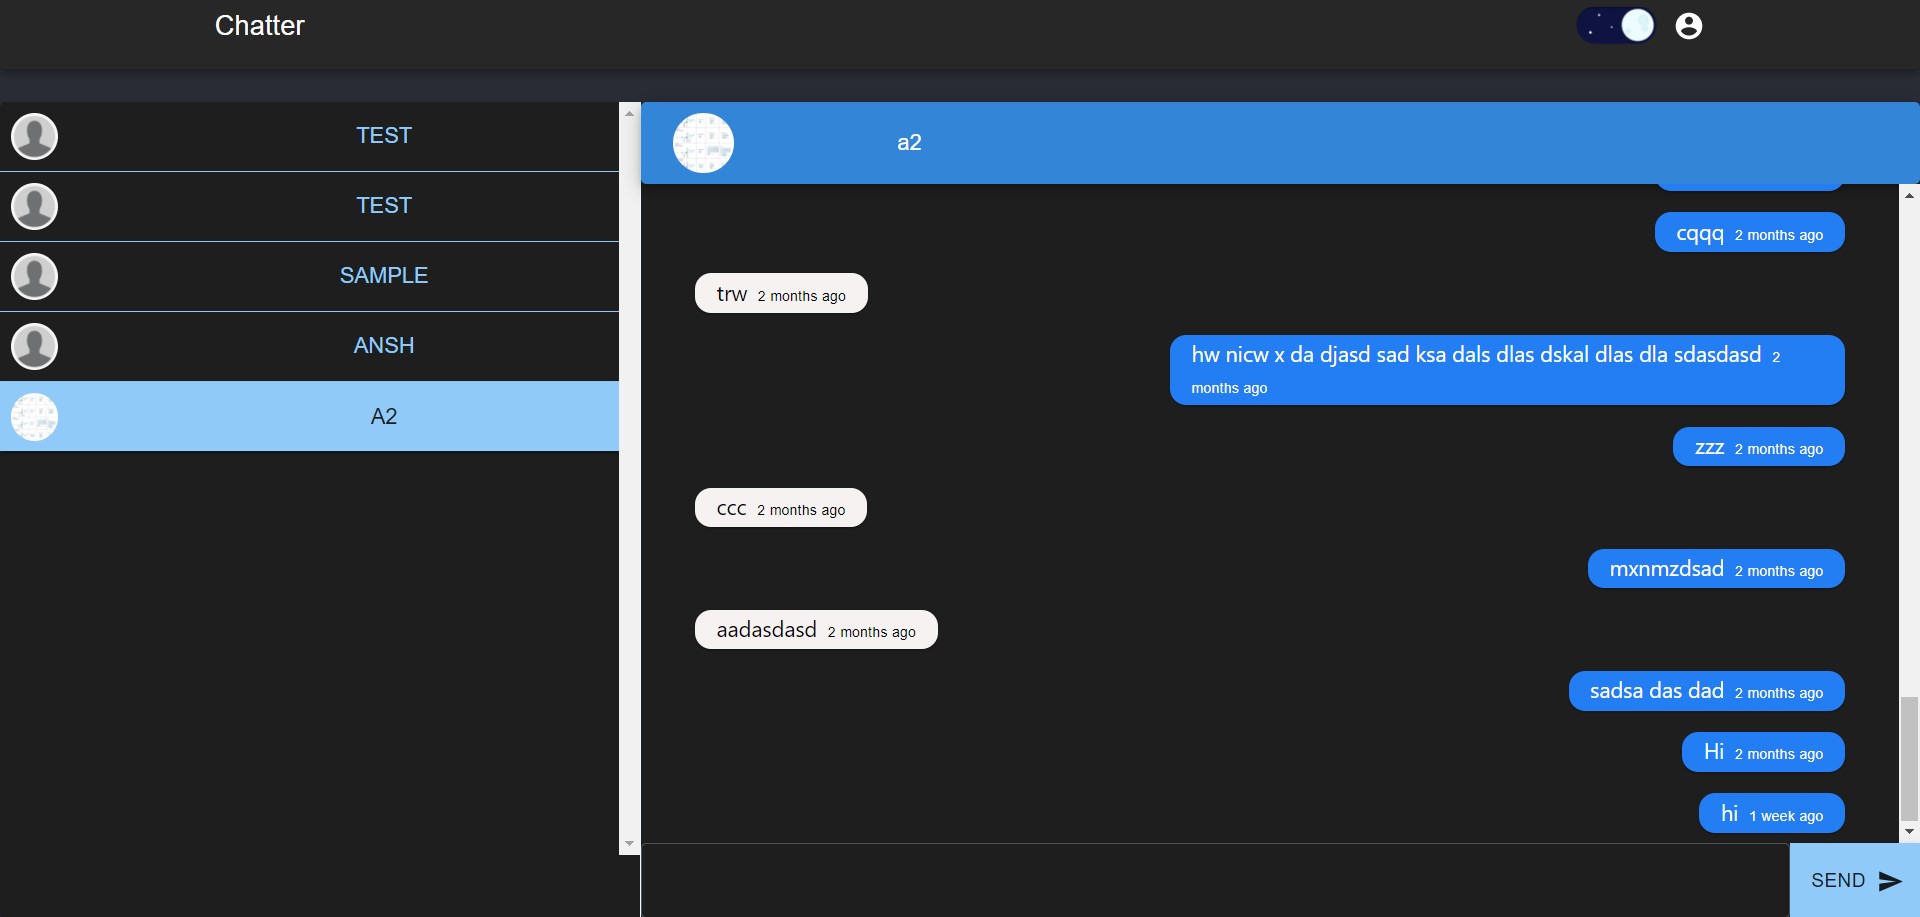 Chatter
TEST
TEST
SAMPLE
ANSH
A2
a2
cqqq 2 months ago
trw 2 months ago
hw nicw x da djasd sad ksa dals dlas dskal dlas dla sdasdasd 2
months ago
zzz 2 months ago
ccc 2 months ago
mxnmzdsad 2 months ago
aadasdasd 2 months ago
sadsa das dad 2 months ago
Hi 2 months ago
hi 1 week ago
SEND